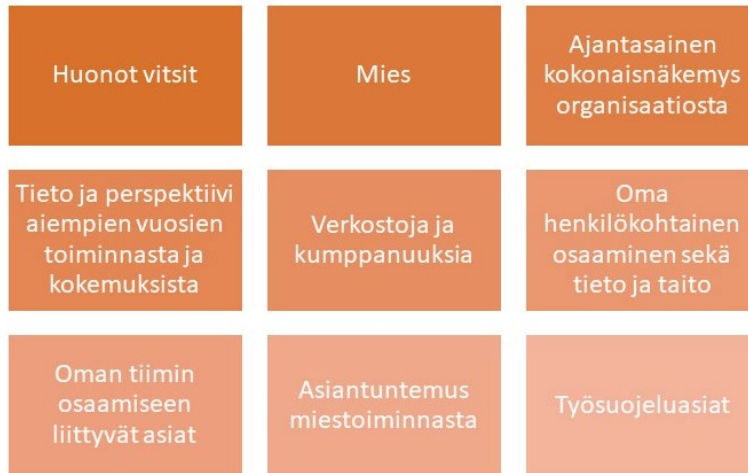 Huonot vitsit
Mies
Ajantasainen
kokonaisnäkemys
organisaatiosta
Tieto ja perspektiivi
aiempien vuosien
toiminnasta ja
kokemuksista
Verkostoja ja
kumppanuuksia
Oma
henkilökohtainen
osaaminen sekä
tieto ja taito
Oman tiimin
osaamiseen
liittyvät asiat
Asiantuntemus
miestoiminnasta
Työsuojeluasiat